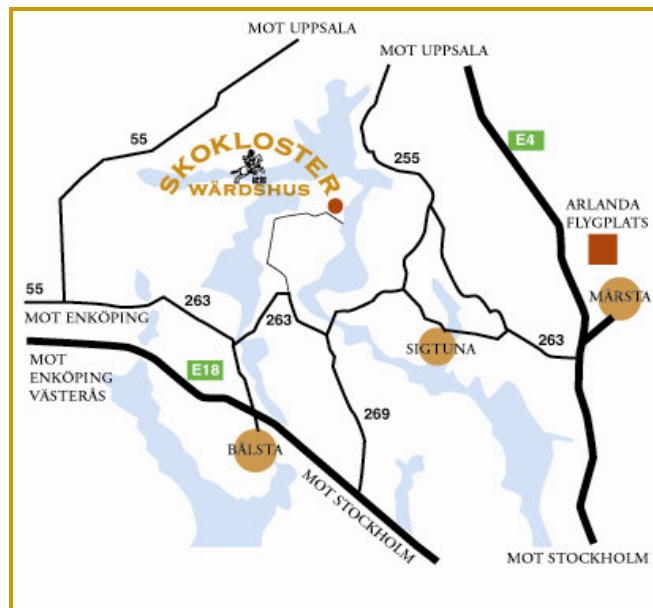 MOT UPPSALA
MOT UPPSALA
55
SKOKLOSTER
WÄRDSHUS
255
E4
ARLANDA
FLYGPLATS
MÄRSTA
55
MOT ENKÖPING
263
263
263
SIGTUNA
MOT
ENKÖPING
VÄSTERÅS
E18
269
BÅLSTA
MOT STOCKHOLM
MOT STOCKHOLM